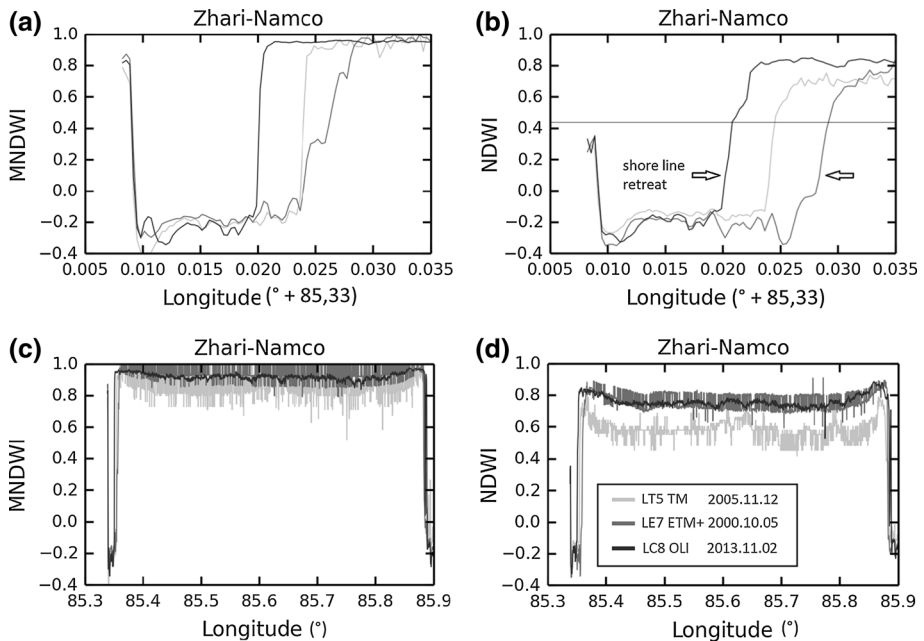 (a) Zhari-Namco
1.0
0.8
0.6
0.4
0.2
0.0
−0.2
−0.4
MNDWI
0.005 0.010 0.015 0.020 0.025 0.030 0.035
Longitude (° + 85,33)
(b) Zhari-Namco
1.0
0.8
0.6
0.4
0.2
0.0
−0.2
−0.4
NDWI
shore line
retreat
0.005 0.010 0.015 0.020 0.025 0.030 0.035
Longitude (° + 85,33)
(c) Zhari-Namco
1.0
0.8
0.6
0.4
0.2
0.0
−0.2
−0.4
MNDWI
85.3 85.4 85.5 85.6 85.7 85.8 85.9
Longitude (°)
(d) Zhari-Namco
1.0
0.8
0.6
0.4
0.2
0.0
−0.2
−0.4
NDWI
LT5 TM 2005.11.12
LE7 ETM+ 2000.10.05
LC8 OLI 2013.11.02
85.3 85.4 85.5 85.6 85.7 85.8 85.9
Longitude (°)